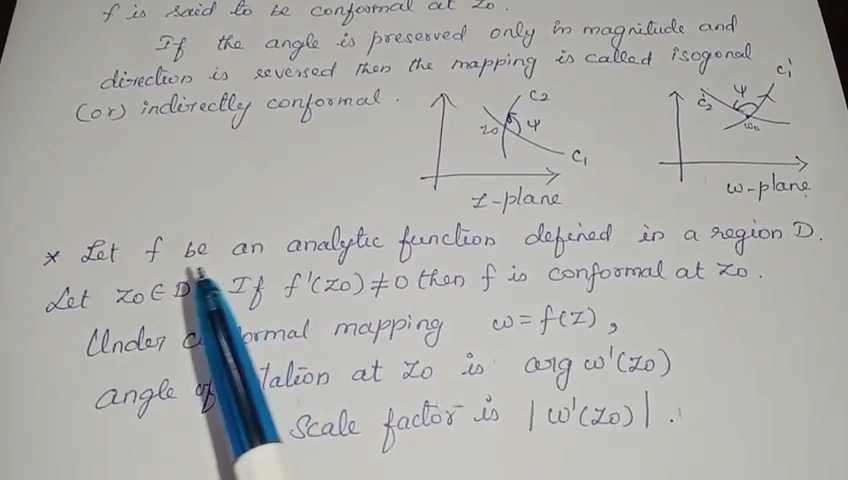 f is said to be conformal at z0.
If the angle is preserved only in magnitude and
direction is reversed then the mapping is called isogonal
(or) indirectly conformal.
C2
z0 ψ
C1
z-plane
C1'
C2' ψ
w0
w-plane
* Let f be an analytic function defined in a region D.
Let z0 ∈ D If f'(z0) ≠ 0 then f is conformal at z0.
Under mapping w = f(z),
angle at z0 is arg w'(z0)
scale factor is |w'(z0)|.